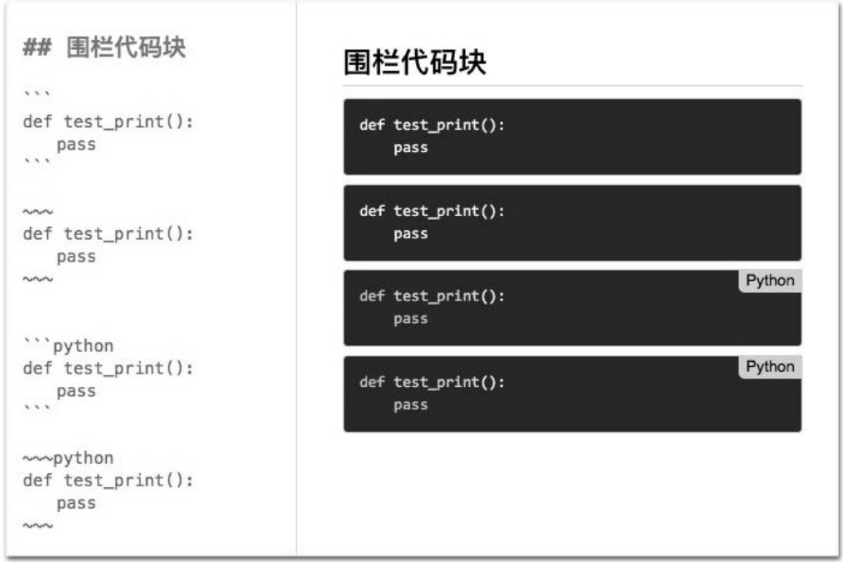 ## 围栏代码块
```
def test_print():
    pass
```
~~~
def test_print():
    pass
~~~
```python
def test_print():
    pass
```
~~~python
def test_print():
    pass
~~~
围栏代码块
def test_print():
    pass
def test_print():
    pass
Python
def test_print():
    pass
Python
def test_print():
    pass